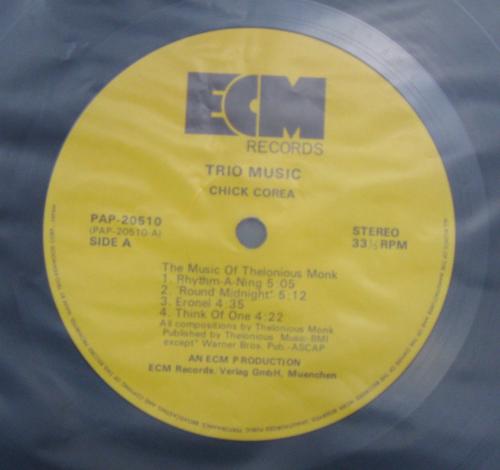 ECM
RECORDS
TRIO MUSIC
CHICK COREA
PAP-20510
(PAP-20510-A)
SIDE A
STEREO
33⅓ RPM
The Music Of Thelonious Monk
1. Rhythm-A-Ning 5:05
2. 'Round Midnight* 5:12
3. Eronel 4:35
4. Think Of One 4:22
All compositions by Thelonious Monk
Published by Thelonious Music-BMI
except* Warner Bros. Pub.-ASCAP
AN ECM PRODUCTION
ECM Records. Verlag GmbH, Muenchen